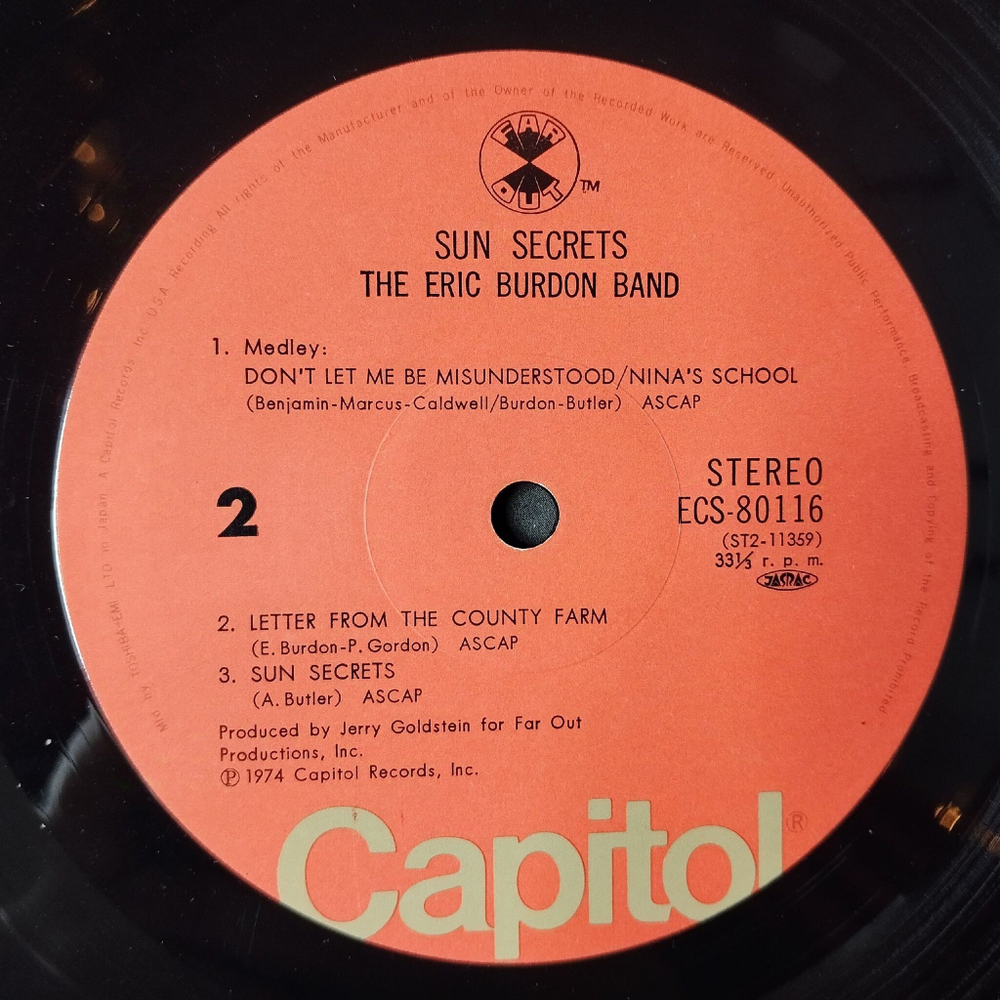 All rights of the Manufacturer and of the Owner of the Recorded Work are Reserved Unauthorized Public Performance, Broadcasting and Copying of the Record Prohibited
FAR
OUT
TM
SUN SECRETS
THE ERIC BURDON BAND
1. Medley:
DON'T LET ME BE MISUNDERSTOOD/NINA'S SCHOOL
(Benjamin-Marcus-Caldwell/Burdon-Butler) ASCAP
2
STEREO
ECS-80116
(ST2-11359)
33⅓ r. p. m.
JASRAC
2. LETTER FROM THE COUNTY FARM
(E. Burdon-P. Gordon) ASCAP
3. SUN SECRETS
(A. Butler) ASCAP
Produced by Jerry Goldstein for Far Out
Productions, Inc.
Ⓟ 1974 Capitol Records, Inc.
Capitol®
Mfd by TOSHIBA-EMI LTD in Japan. A Capitol Records, Inc. U.S.A. Recording